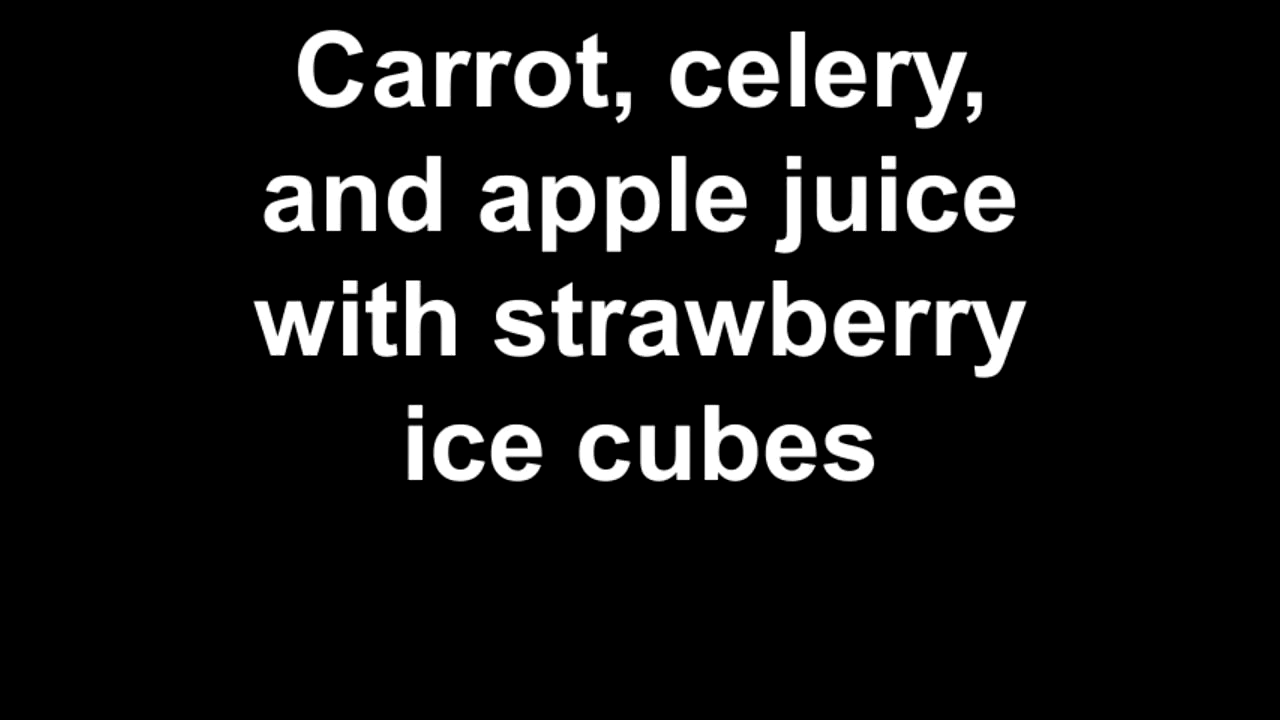 Carrot, celery,
and apple juice
with strawberry
ice cubes